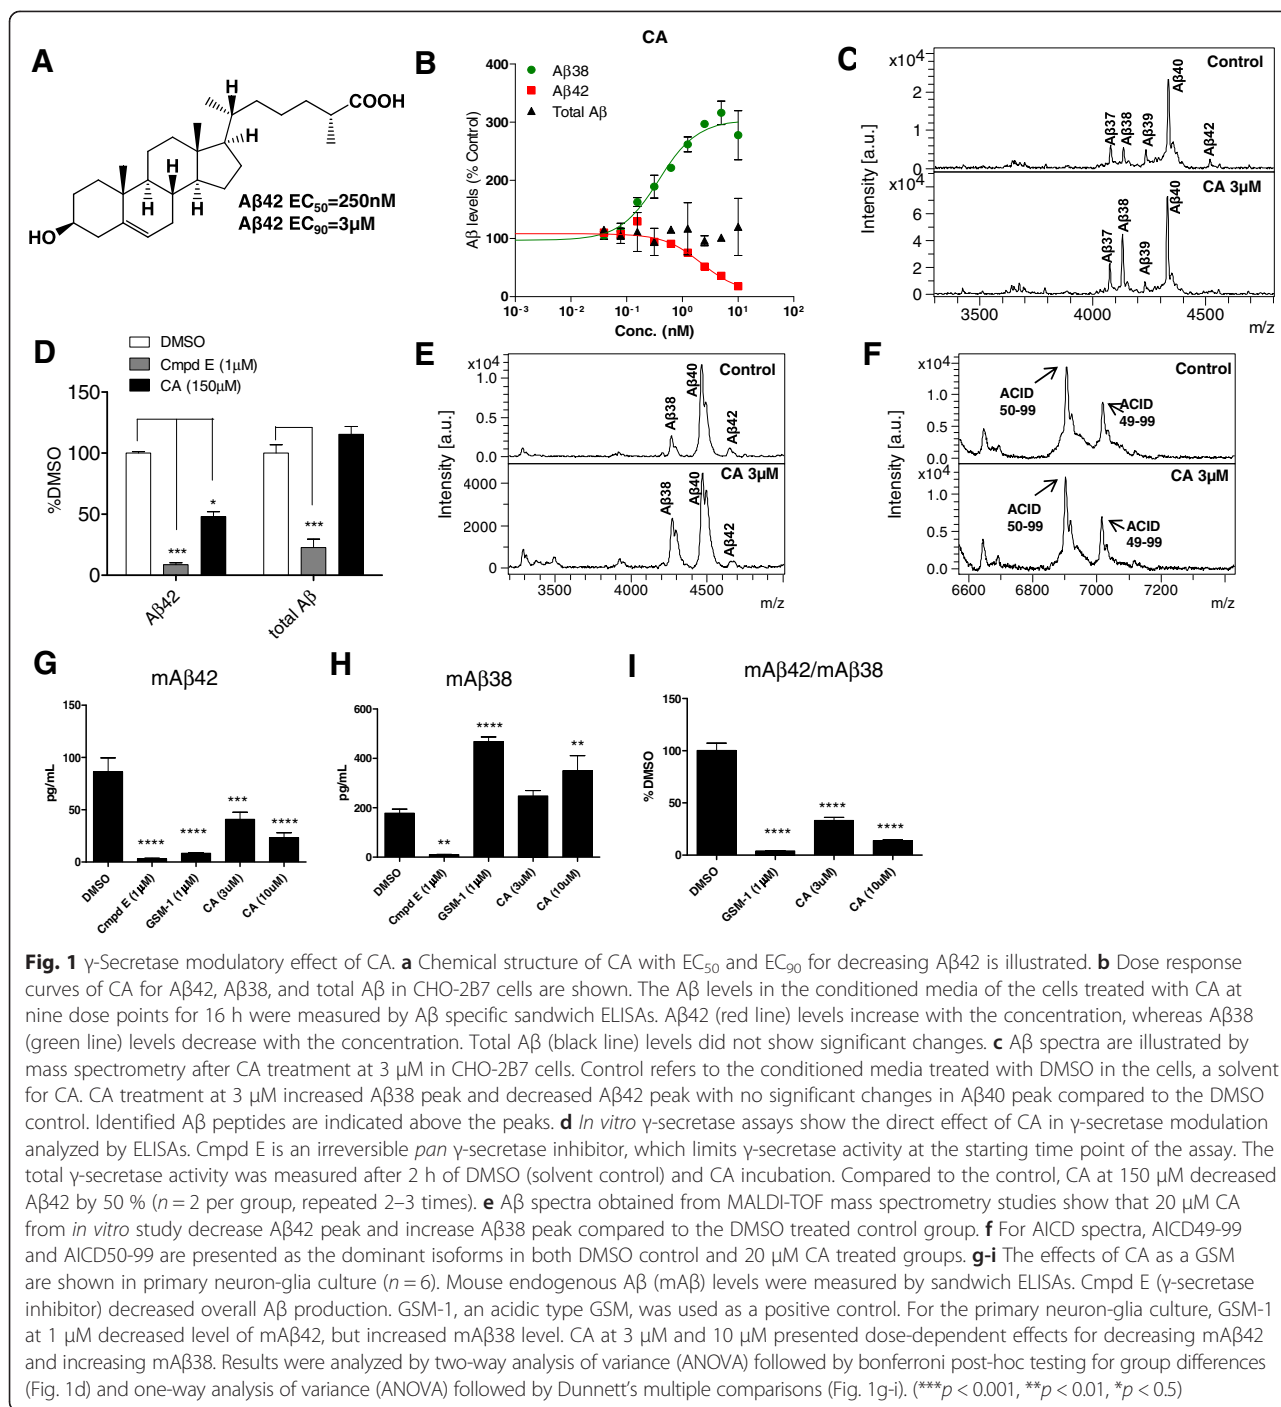 A
H
COOH
H
H
H
H
HO
Aβ42 EC50=250nM
Aβ42 EC90=3μM
B
CA
Aβ38
Aβ42
Total Aβ
Aβ levels (% Control)
400
300
200
100
0
10-3
10-2
10-1
100
101
102
Conc. (nM)
C
x10^4
Control
2
1
0
Aβ37
Aβ38
Aβ39
Aβ40
Aβ42
x10^4
CA 3μM
6
4
2
0
Aβ37
Aβ38
Aβ39
Aβ40
Intensity [a.u.]
3500
4000
4500
m/z
D
DMSO
Cmpd E (1μM)
CA (150μM)
%DMSO
150
100
50
0
***
*
***
Aβ42
total Aβ
E
x10^4
Control
1.0
0.5
0.0
Aβ38
Aβ40
Aβ42
CA 3μM
4000
2000
0
Aβ38
Aβ40
Aβ42
Intensity [a.u.]
3500
4000
4500
m/z
F
x10^4
Control
1.0
0.5
0.0
ACID
50-99
ACID
49-99
x10^4
CA 3μM
1.0
0.5
0.0
ACID
50-99
ACID
49-99
Intensity [a.u.]
6600
6800
7000
7200
m/z
G
mAβ42
pg/mL
150
100
50
0
****
****
***
****
DMSO
Cmpd E (1μM)
GSM-1 (1μM)
CA (3uM)
CA (10uM)
H
mAβ38
pg/mL
600
400
200
0
**
****
**
DMSO
Cmpd E (1μM)
GSM-1 (1μM)
CA (3uM)
CA (10uM)
I
mAβ42/mAβ38
% DMSO
150
100
50
0
****
****
****
DMSO
GSM-1 (1μM)
CA (3uM)
CA (10uM)
Fig. 1 γ-Secretase modulatory effect of CA. a Chemical structure of CA with EC50 and EC90 for decreasing Aβ42 is illustrated. b Dose response
curves of CA for Aβ42, Aβ38, and total Aβ in CHO-2B7 cells are shown. The Aβ levels in the conditioned media of the cells treated with CA at
nine dose points for 16 h were measured by Aβ specific sandwich ELISAs. Aβ42 (red line) levels increase with the concentration, whereas Aβ38
(green line) levels decrease with the concentration. Total Aβ (black line) levels did not show significant changes. c Aβ spectra are illustrated by
mass spectrometry after CA treatment at 3 μM in CHO-2B7 cells. Control refers to the conditioned media treated with DMSO in the cells, a solvent
for CA. CA treatment at 3 μM increased Aβ38 peak and decreased Aβ42 peak with no significant changes in Aβ40 peak compared to the DMSO
control. Identified Aβ peptides are indicated above the peaks. d In vitro γ-secretase assays show the direct effect of CA in γ-secretase modulation
analyzed by ELISAs. Cmpd E is an irreversible pan γ-secretase inhibitor, which limits γ-secretase activity at the starting time point of the assay. The
total γ-secretase activity was measured after 2 h of DMSO (solvent control) and CA incubation. Compared to the control, CA at 150 μM decreased
Aβ42 by 50 % (n = 2 per group, repeated 2–3 times). e Aβ spectra obtained from MALDI-TOF mass spectrometry studies show that 20 μM CA
from in vitro study decrease Aβ42 peak and increase Aβ38 peak compared to the DMSO treated control group. f For AICD spectra, AICD49-99
and AICD50-99 are presented as the dominant isoforms in both DMSO control and 20 μM CA treated groups. g-i The effects of CA as a GSM
are shown in primary neuron-glia culture (n = 6). Mouse endogenous Aβ (mAβ) levels were measured by sandwich ELISAs. Cmpd E (γ-secretase
inhibitor) decreased overall Aβ production. GSM-1, an acidic type GSM, was used as a positive control. For the primary neuron-glia culture, GSM-1
at 1 μM decreased level of mAβ42, but increased mAβ38 level. CA at 3 μM and 10 μM presented dose-dependent effects for decreasing mAβ42
and increasing mAβ38. Results were analyzed by two-way analysis of variance (ANOVA) followed by bonferroni post-hoc testing for group differences
(Fig. 1d) and one-way analysis of variance (ANOVA) followed by Dunnett’s multiple comparisons (Fig. 1g-i). (***p < 0.001, **p < 0.01, *p < 0.5)